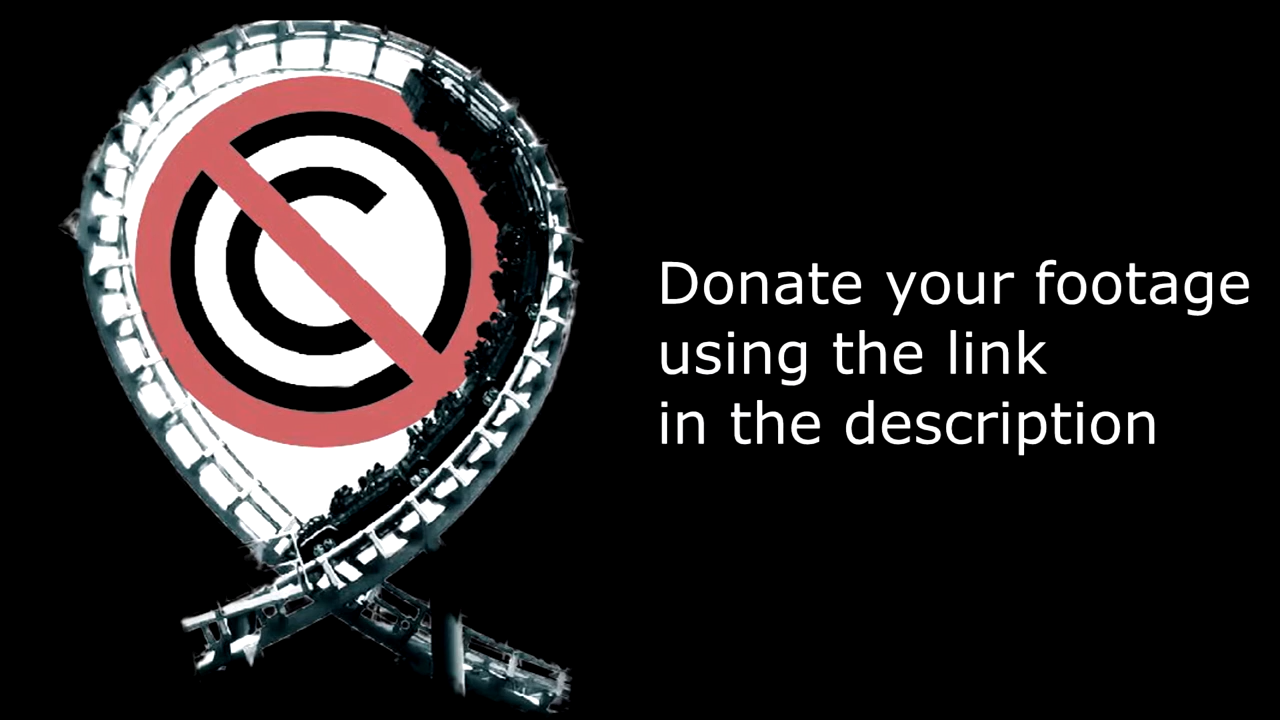 Donate your footage
using the link
in the description